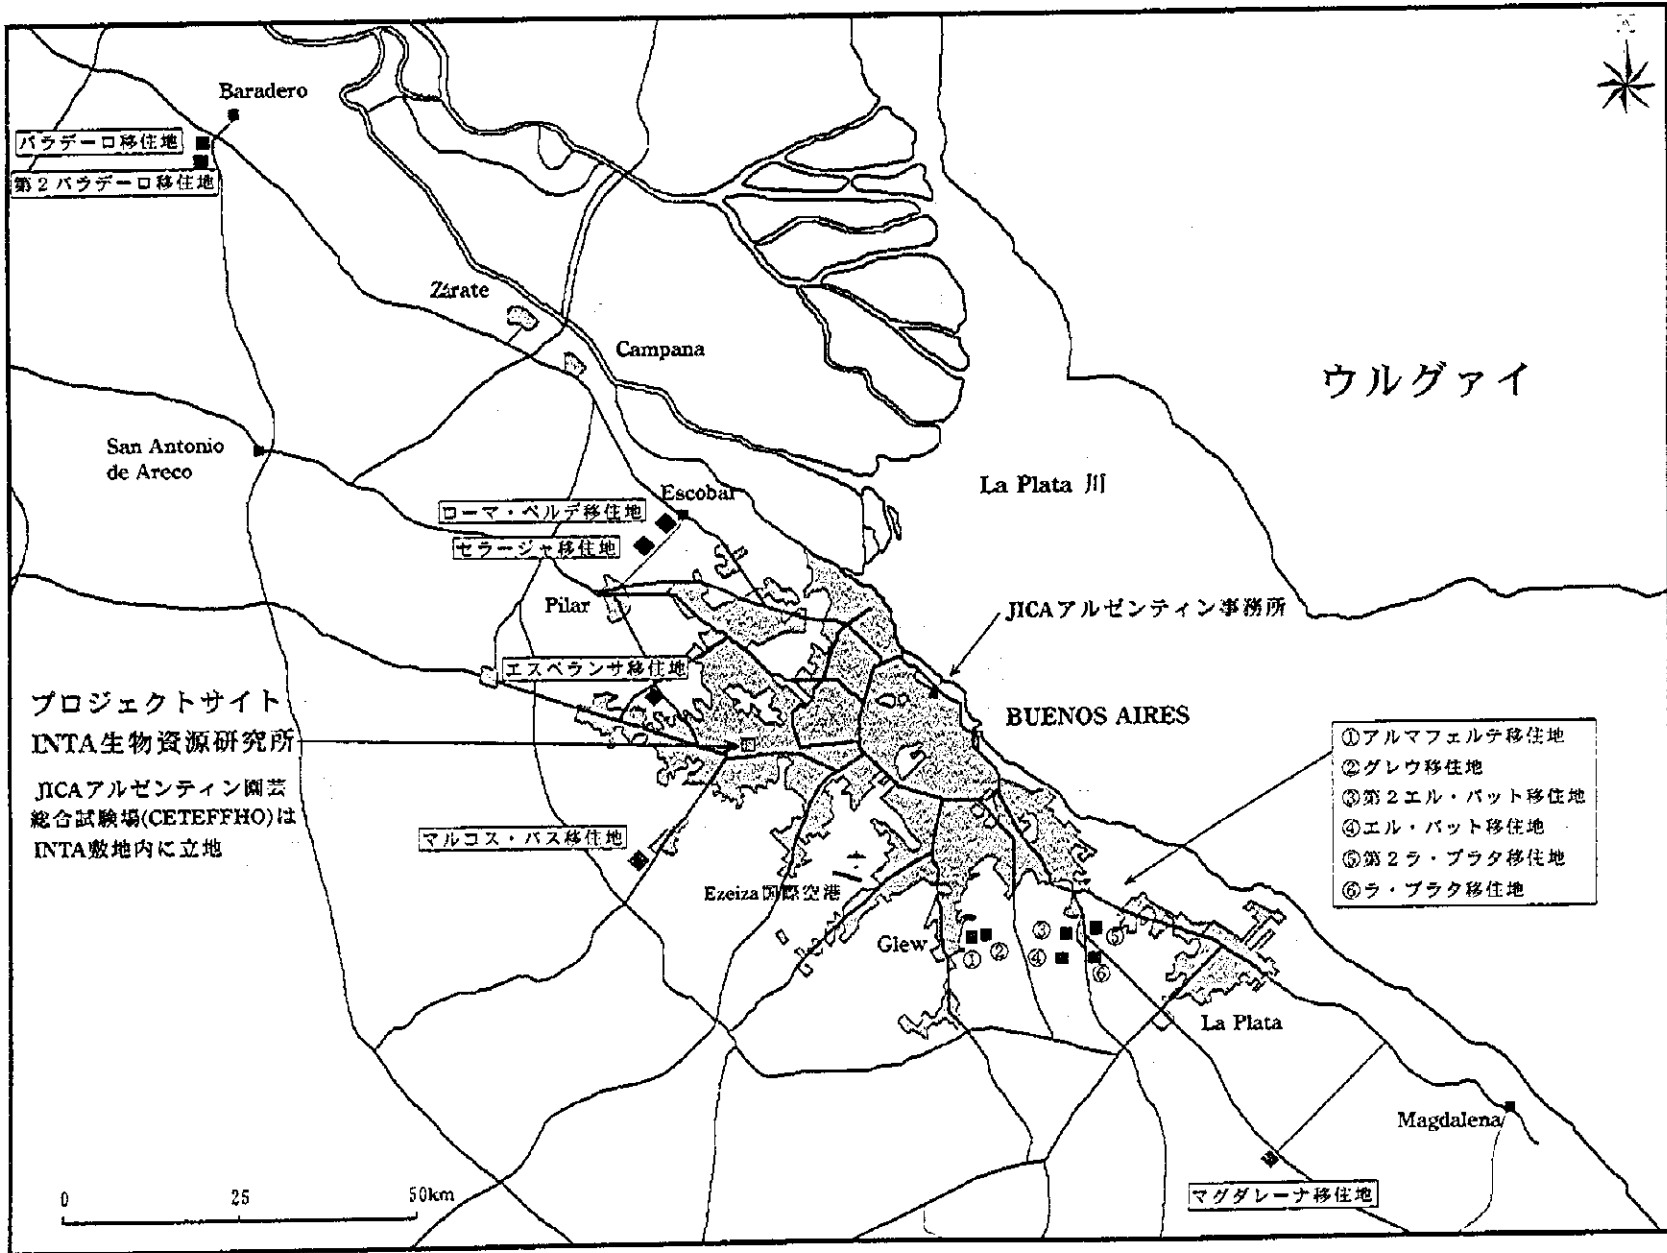 Baradero
バラデーロ移住地
第2バラデーロ移住地
Zárate
Campana
ウルグァイ
San Antonio
de Areco
La Plata 川
Escobar
ローマ・ベルデ移住地
セラージャ移住地
Pilar
JICAアルゼンティン事務所
エスペランサ移住地
プロジェクトサイト
INTA生物資源研究所
BUENOS AIRES
JICAアルゼンティン園芸
総合試験場(CETEFFHO)は
INTA敷地内に立地
①アルマフェルテ移住地
②グレウ移住地
③第2エル・パット移住地
④エル・パット移住地
⑤第2ラ・プラタ移住地
⑥ラ・プラタ移住地
マルコス・パス移住地
Ezeiza国際空港
Glew
①
②
③
④
⑤
⑥
La Plata
Magdalena
マグダレーナ移住地
0 25 50km